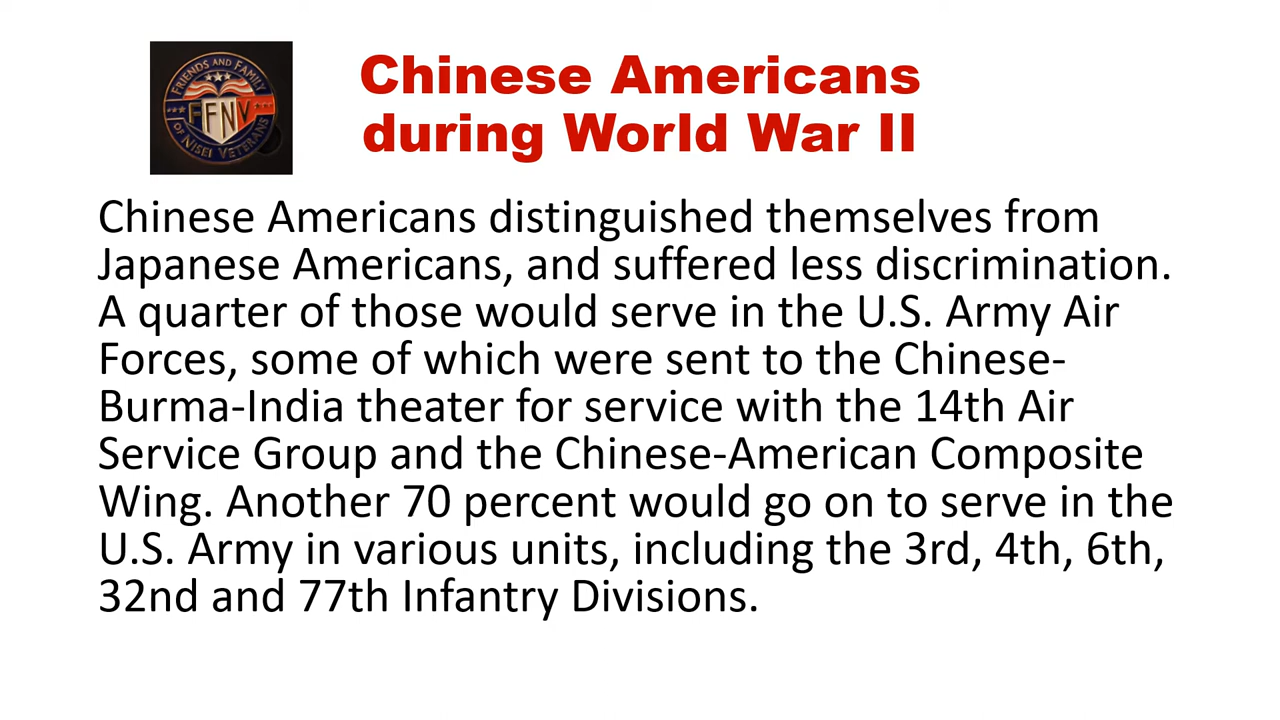 FRIENDS AND FAMILY
FFNV
OF NISEI VETERANS
Chinese Americans
during World War II
Chinese Americans distinguished themselves from
Japanese Americans, and suffered less discrimination.
A quarter of those would serve in the U.S. Army Air
Forces, some of which were sent to the Chinese-
Burma-India theater for service with the 14th Air
Service Group and the Chinese-American Composite
Wing. Another 70 percent would go on to serve in the
U.S. Army in various units, including the 3rd, 4th, 6th,
32nd and 77th Infantry Divisions.